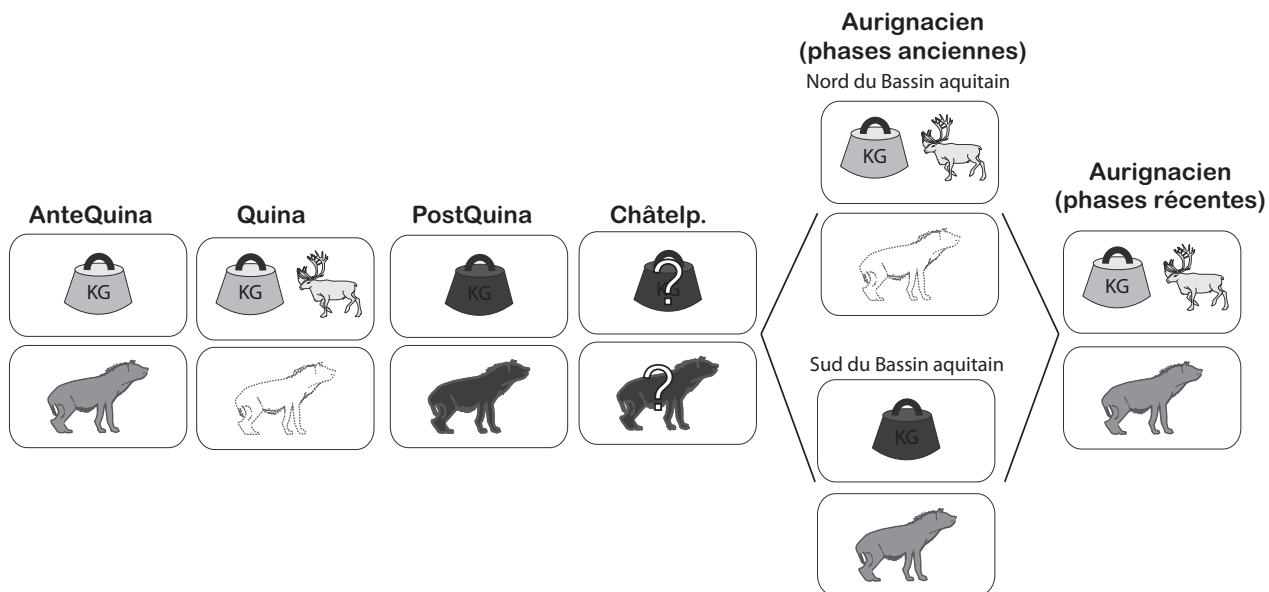 Aurignacien
(phases anciennes)
Nord du Bassin aquitain
KG
Aurignacien
(phases récentes)
AnteQuina
Quina
PostQuina
Châtelp.
KG
KG
KG
?
KG
KG
?
Sud du Bassin aquitain
KG